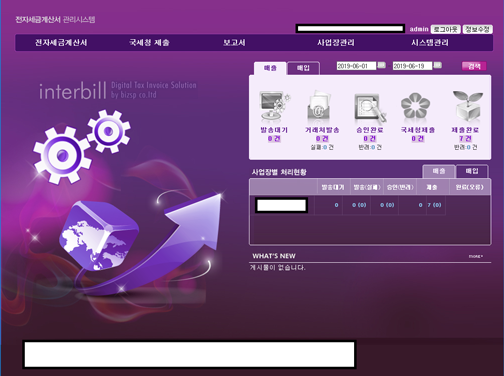 전자세금계산서 관리시스템
admin 로그아웃 정보수정
전자세금계산서 국세청 제출 보고서 사업장관리 시스템관리
매출 매입 2019-06-01 2019-06-19 검색
interbill Digital Tax Invoice Solution
by bizsp co.ltd
발송대기 거래처발송 승인완료 국세청제출 제출완료
0 건 0 건 0 건 0 건 7 건
실패:0 건 반려:0 건 반려:0 건
사업장별 처리현황 매출 매입
발송대기 발송(실패) 승인(반려) 제출 완료(오류)
0 0 (0) 0 (0) 0 7 (0)
WHAT'S NEW more
게시물이 없습니다.